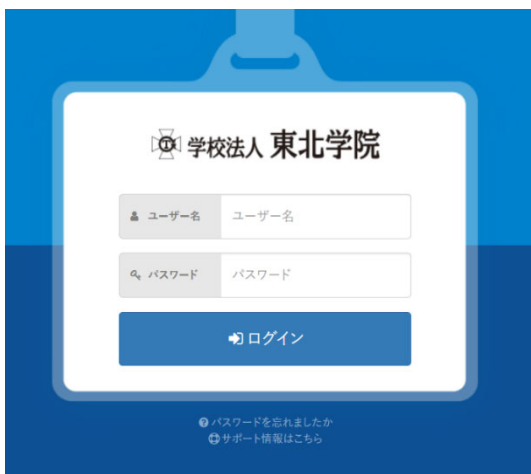 学校法人 東北学院
ユーザー名 ユーザー名
パスワード パスワード
ログイン
パスワードを忘れましたか
サポート情報はこちら